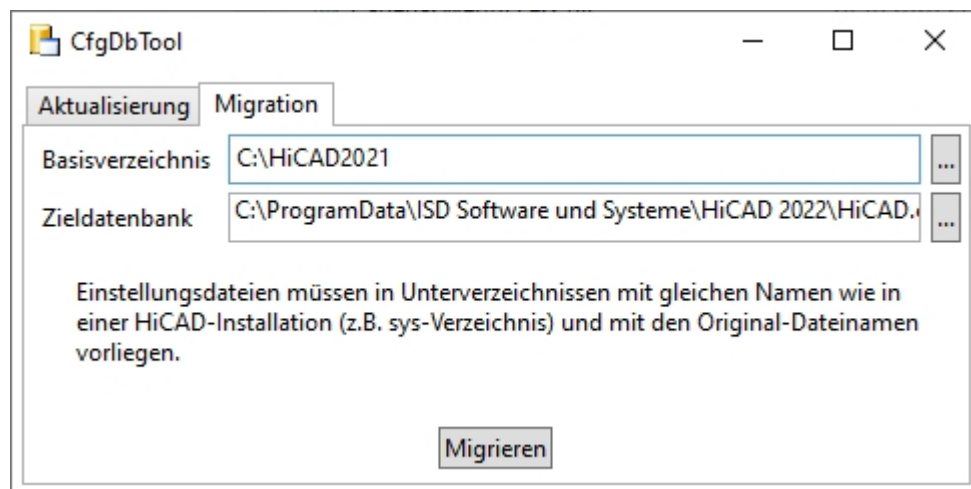 CfgDbTool
Aktualisierung Migration
Basisverzeichnis C:\HiCAD2021 ...
Zieldatenbank C:\ProgramData\ISD Software und Systeme\HiCAD 2022\HiCAD. ...
Einstellungsdateien müssen in Unterverzeichnissen mit gleichen Namen wie in
einer HiCAD-Installation (z.B. sys-Verzeichnis) und mit den Original-Dateinamen
vorliegen.
Migrieren